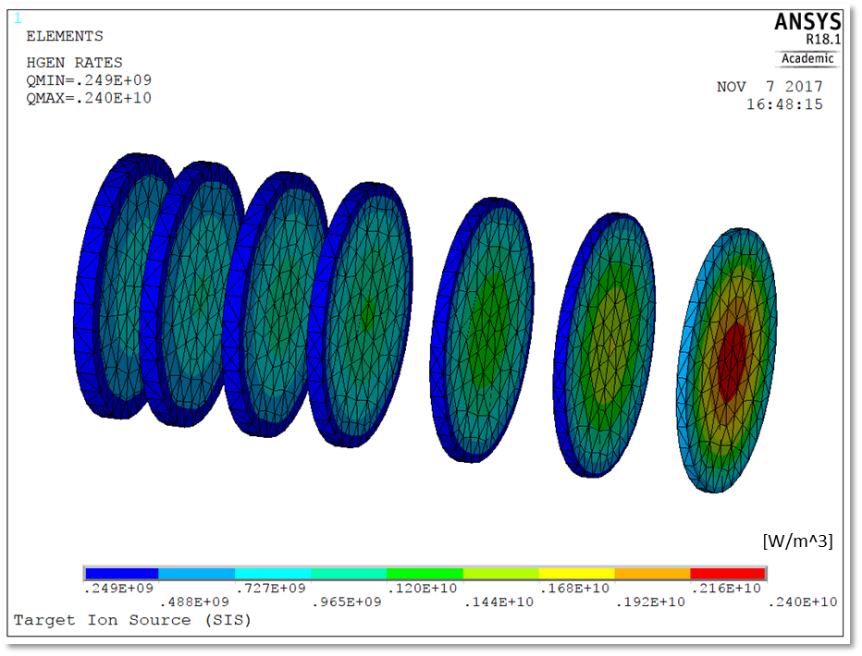 1
ELEMENTS
HGEN RATES
QMIN=.249E+09
QMAX=.240E+10
ANSYS
R18.1
Academic
NOV 7 2017
16:48:15
[W/m^3]
.249E+09 .727E+09 .120E+10 .168E+10 .216E+10
.488E+09 .965E+09 .144E+10 .192E+10 .240E+10
Target Ion Source (SIS)